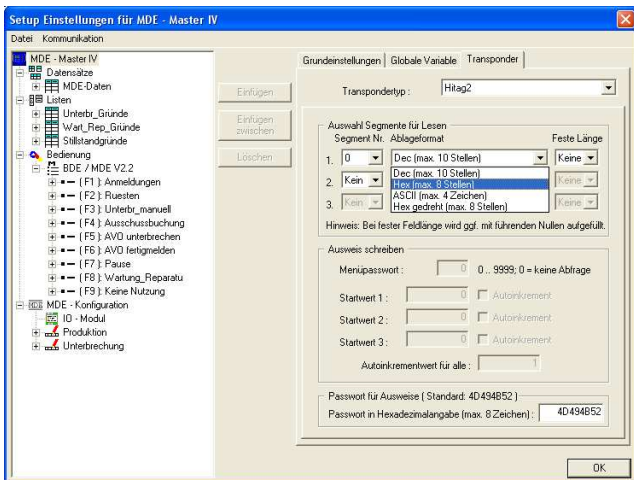 Setup Einstellungen für MDE - Master IV
Datei Kommunikation
MDE - Master IV
Datensätze
MDE-Daten
Listen
Unterbr_Gründe
Wart_Rep_Gründe
Stillstandgründe
Bedienung
BDE / MDE V2.2
( F1 ): Anmeldungen
( F2 ): Ruesten
( F3 ): Unterbr_manuell
( F4 ): Ausschussbuchung
( F5 ): AVO unterbrechen
( F6 ): AVO fertigmelden
( F7 ): Pause
( F8 ): Wartung_Reparatu
( F9 ): Keine Nutzung
MDE - Konfiguration
IO - Modul
Produktion
Unterbrechung
Einfügen
Einfügen
zwischen
Löschen
Grundeinstellungen Globale Variable Transponder
Transpondertyp : Hitag2
Auswahl Segmente für Lesen
Segment Nr. Ablageformat Feste Länge
1. 0 Dec (max. 10 Stellen) Keine
Dec (max. 10 Stellen)
2. Kein Hex (max. 8 Stellen) Keine
ASCII (max. 4 Zeichen)
3. Kein Hex gedreht (max. 8 Stellen) Keine
Hinweis: Bei fester Feldlänge wird ggf. mit führenden Nullen aufgefüllt.
Ausweis schreiben
Menüpasswort : 0 0 .. 9999; 0 = keine Abfrage
Startwert 1 : 0 Autoinkrement
Startwert 2 : 0 Autoinkrement
Startwert 3 : 0 Autoinkrement
Autoinkrementwert für alle : 1
Passwort für Ausweise ( Standard: 4D494B52 )
Passwort in Hexadezimalangabe (max. 8 Zeichen) : 4D494B52
OK